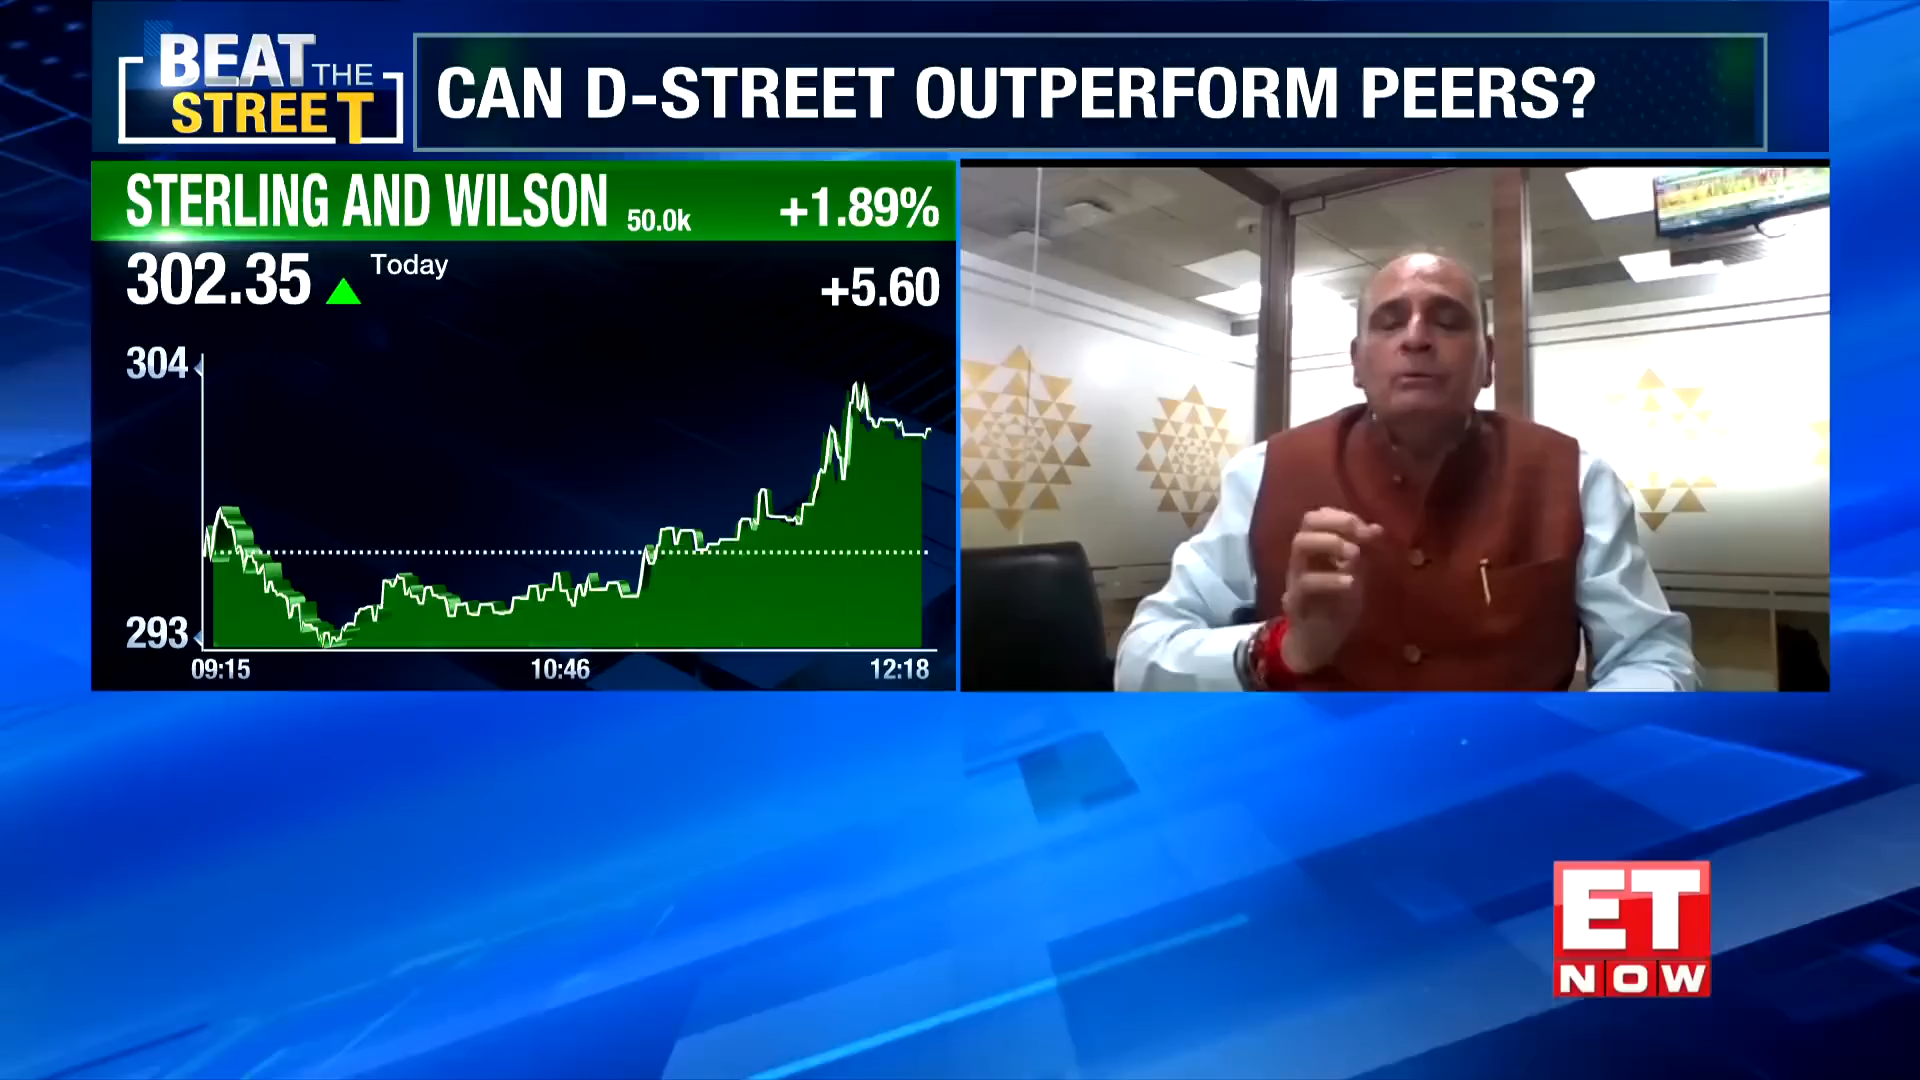 BEAT THE
STREET
CAN D-STREET OUTPERFORM PEERS?
STERLING AND WILSON 50.0k +1.89%
302.35 Today +5.60
304
293
09:15 10:46 12:18
ET
NOW